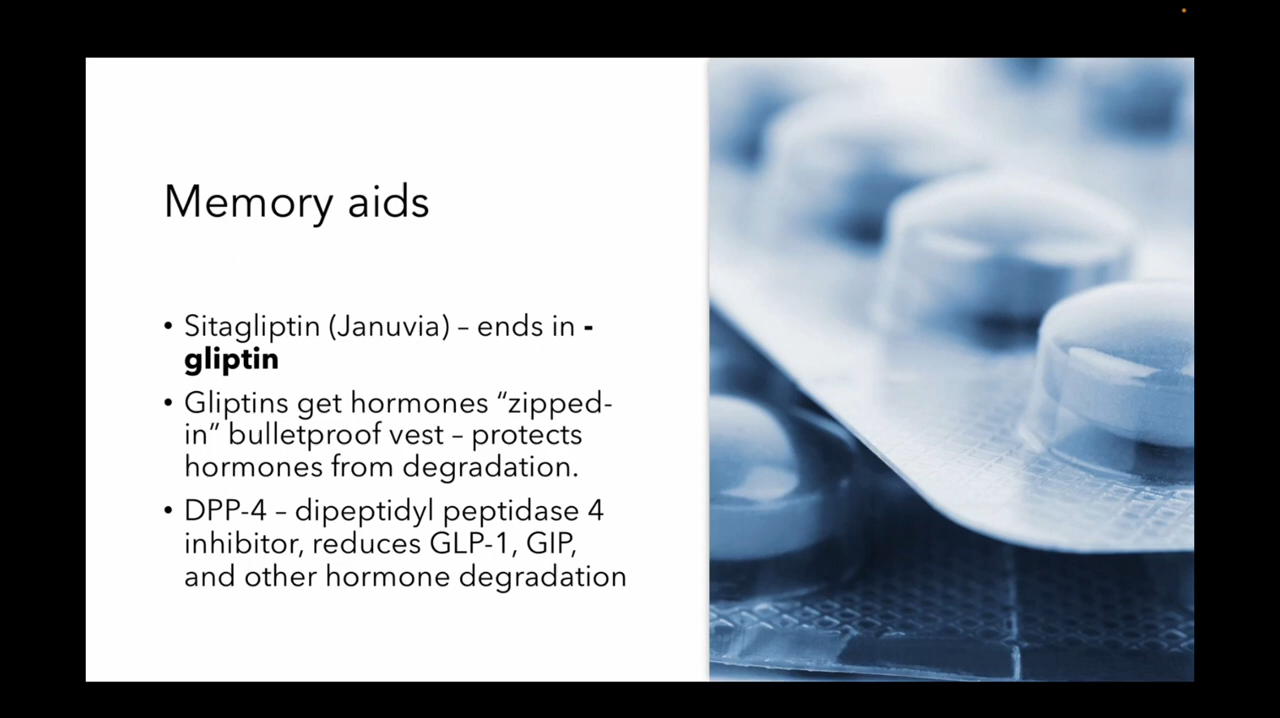 Memory aids
• Sitagliptin (Januvia) – ends in -
gliptin
• Gliptins get hormones “zipped-
in” bulletproof vest – protects
hormones from degradation.
• DPP-4 – dipeptidyl peptidase 4
inhibitor, reduces GLP-1, GIP,
and other hormone degradation